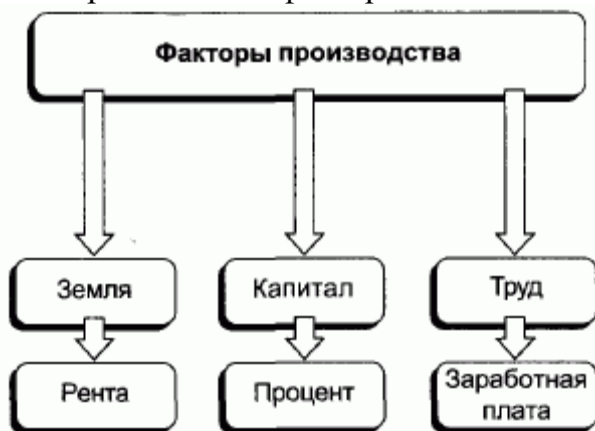 Факторы производства
Земля
Капитал
Труд
Рента
Процент
Заработная
плата